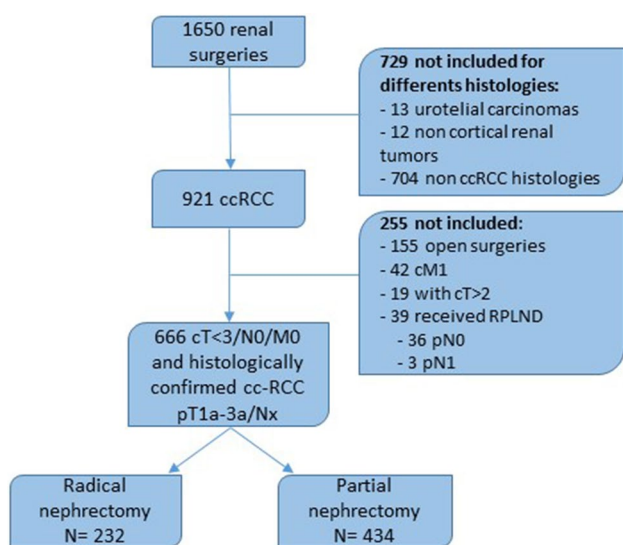 1650 renal
surgeries
729 not included for
differents histologies:
- 13 urotelial carcinomas
- 12 non cortical renal
tumors
- 704 non ccRCC histologies
921 ccRCC
255 not included:
- 155 open surgeries
- 42 cM1
- 19 with cT>2
- 39 received RPLND
- 36 pN0
- 3 pN1
666 cT<3/N0/M0
and histologically
confirmed cc-RCC
pT1a-3a/Nx
Radical
nephrectomy
N= 232
Partial
nephrectomy
N= 434